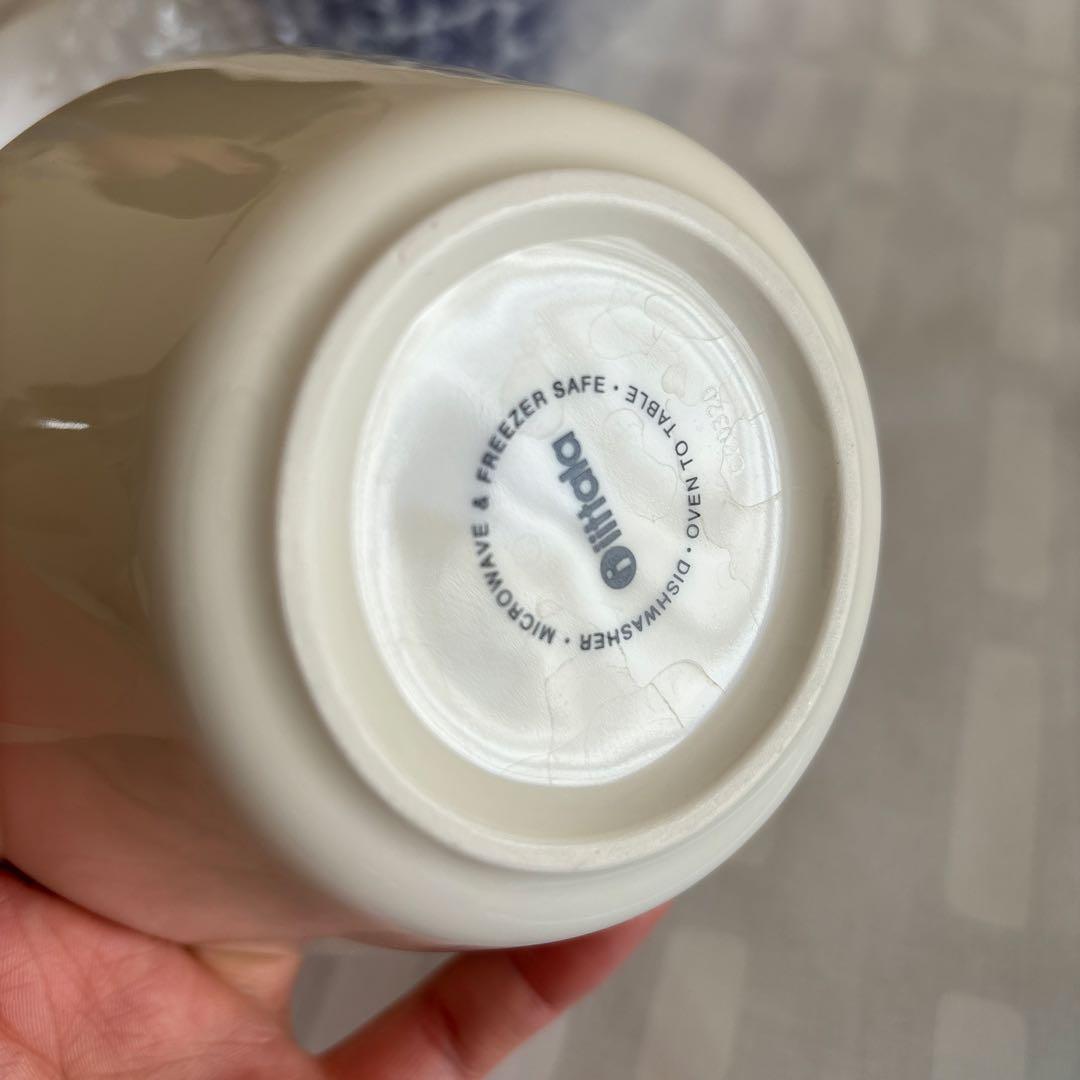 iittala
MICROWAVE & FREEZER SAFE · OVEN TO TABLE · DISHWASHER ·